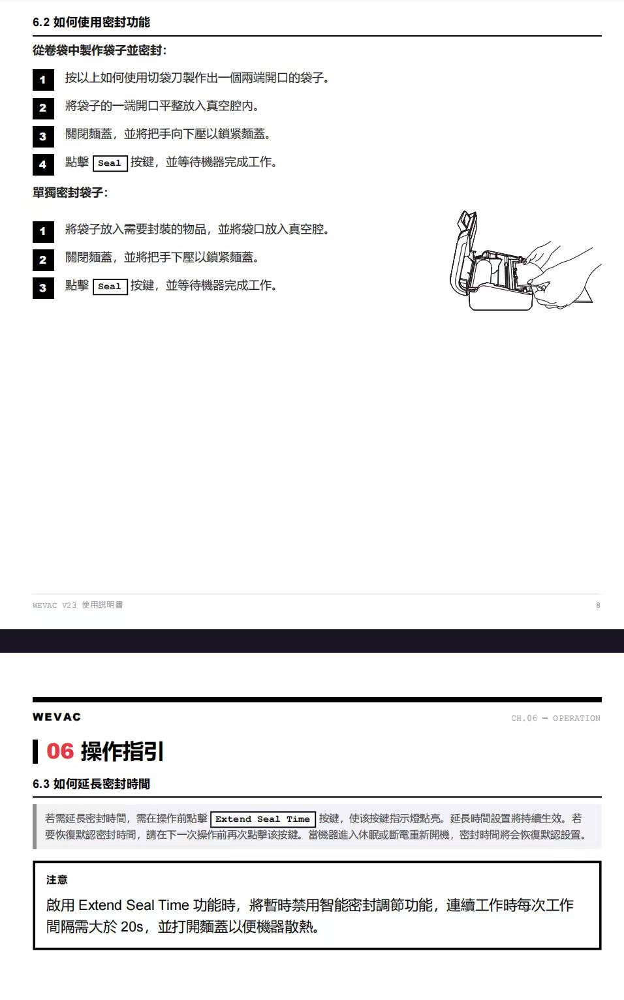 6.2 如何使用密封功能
從卷袋中製作袋子並密封：
1 按以上如何使用切袋刀製作出一個兩端開口的袋子。
2 將袋子的一端開口平整放入真空腔內。
3 關閉麵蓋，並將把手向下壓以鎖紧麵蓋。
4 點擊 Seal 按鍵，並等待機器完成工作。
單獨密封袋子：
1 將袋子放入需要封裝的物品，並將袋口放入真空腔。
2 關閉麵蓋，並將把手下壓以鎖紧麵蓋。
3 點擊 Seal 按鍵，並等待機器完成工作。
WEVAC V23 使用說明書 8
WEVAC CH.06 — OPERATION
06 操作指引
6.3 如何延長密封時間
若需延長密封時間，需在操作前點擊 Extend Seal Time 按鍵，使该按鍵指示燈點亮。延長時間設置將持續生效。若
要恢復默認密封時間，請在下一次操作前再次點擊该按鍵。當機器進入休眠或斷電重新開機，密封時間將会恢復默認設置。
注意
啟用 Extend Seal Time 功能時，將暫時禁用智能密封調節功能，連續工作時每次工作
間隔需大於 20s，並打開麵蓋以便機器散熱。